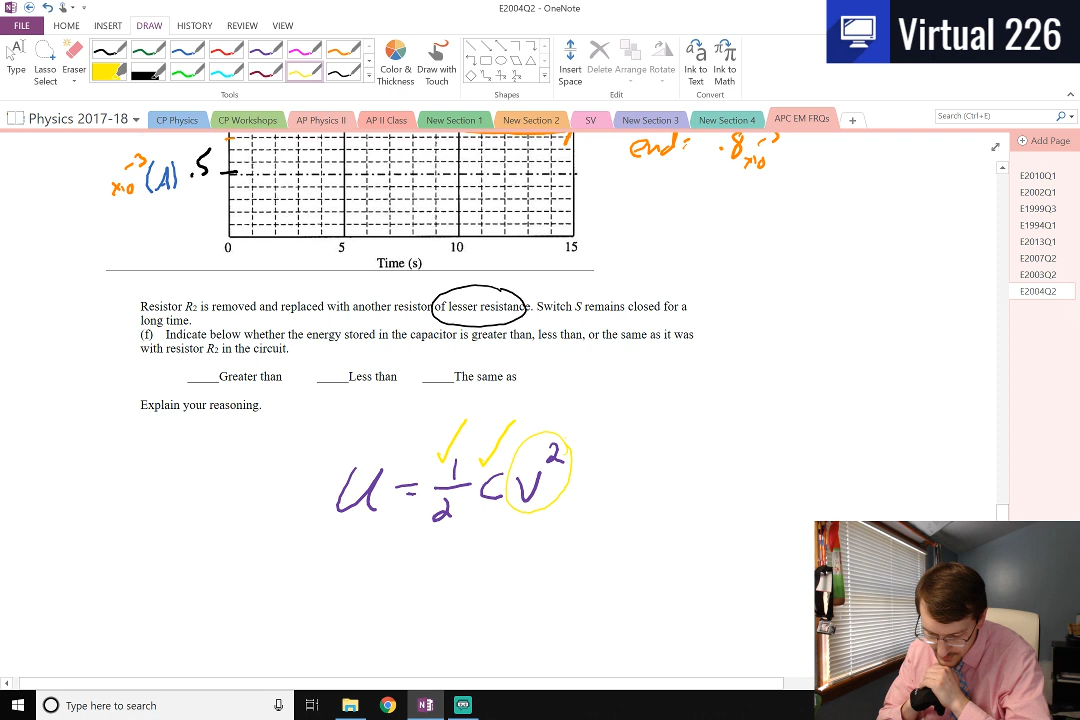 E2004Q2 - OneNote
FILE HOME INSERT DRAW HISTORY REVIEW VIEW
Virtual 226
Type Lasso Select Eraser Color & Thickness Draw with Touch Insert Space Delete Arrange Rotate Ink to Text Ink to Math
Tools Shapes Edit Convert
Physics 2017-18 CP Physics CP Workshops AP Physics II AP II Class New Section 1 New Section 2 SV New Section 3 New Section 4 APC EM FRQs
Search (Ctrl+E)
Add Page
E2010Q1
E2002Q1
E1999Q3
E1994Q1
E2013Q1
E2007Q2
E2003Q2
E2004Q2
end: .8 x10^-3
x10^-3 (A) .5
0 5 10 15
Time (s)
Resistor R2 is removed and replaced with another resistor of lesser resistance. Switch S remains closed for a
long time.
(f) Indicate below whether the energy stored in the capacitor is greater than, less than, or the same as it was
with resistor R2 in the circuit.
_____Greater than _____Less than _____The same as
Explain your reasoning.
U = 1/2 C V^2
Type here to search